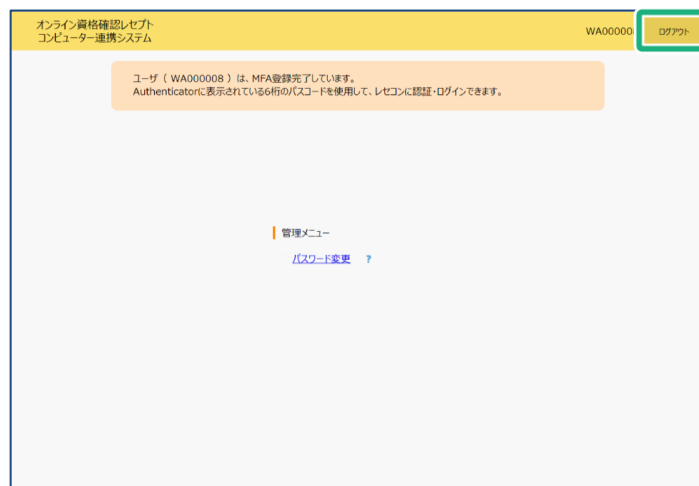 オンライン資格確認レセプト
コンピューター連携システム
WA00000
ログアウト
ユーザ（ WA000008 ）は、MFA登録完了しています。
Authenticatorに表示されている6桁のパスコードを使用して、レセコンに認証・ログインできます。
管理メニュー
パスワード変更 ?